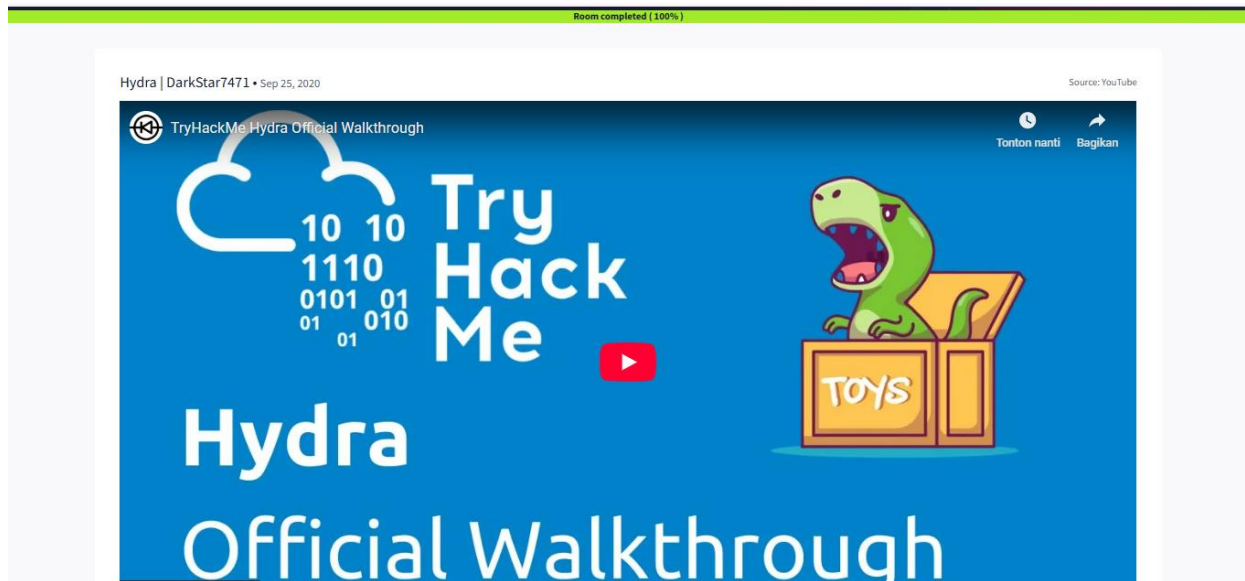 Room completed ( 100% )
Hydra | DarkStar7471 • Sep 25, 2020
Source: YouTube
TryHackMe Hydra Official Walkthrough
Tonton nanti
Bagikan
10 10
1110
0101 01
01 010
01
Try
Hack
Me
TOYS
Hydra
Official Walkthrough